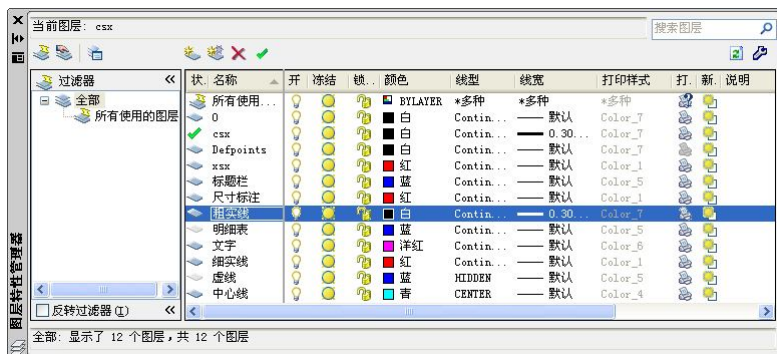 当前图层: csx
搜索图层
过滤器 «
状. 名称 开 冻结 锁.. 颜色 线型 线宽 打印样式 打. 新. 说明
全部
所有使用的图层
所有使用... BYLAYER *多种 *多种 *多种
0 白 Contin... 默认 Color_7
csx 白 Contin... 0.30... Color_7
Defpoints 白 Contin... 默认 Color_7
xsx 红 Contin... 默认 Color_1
标题栏 蓝 Contin... 默认 Color_5
尺寸标注 红 Contin... 默认 Color_1
粗实线 白 Contin... 0.30... Color_7
明细表 蓝 Contin... 默认 Color_5
文字 洋红 Contin... 默认 Color_6
细实线 红 Contin... 默认 Color_1
虚线 蓝 HIDDEN 默认 Color_5
中心线 青 CENTER 默认 Color_4
反转过滤器(I) «
全部: 显示了 12 个图层,共 12 个图层
图层特性管理器